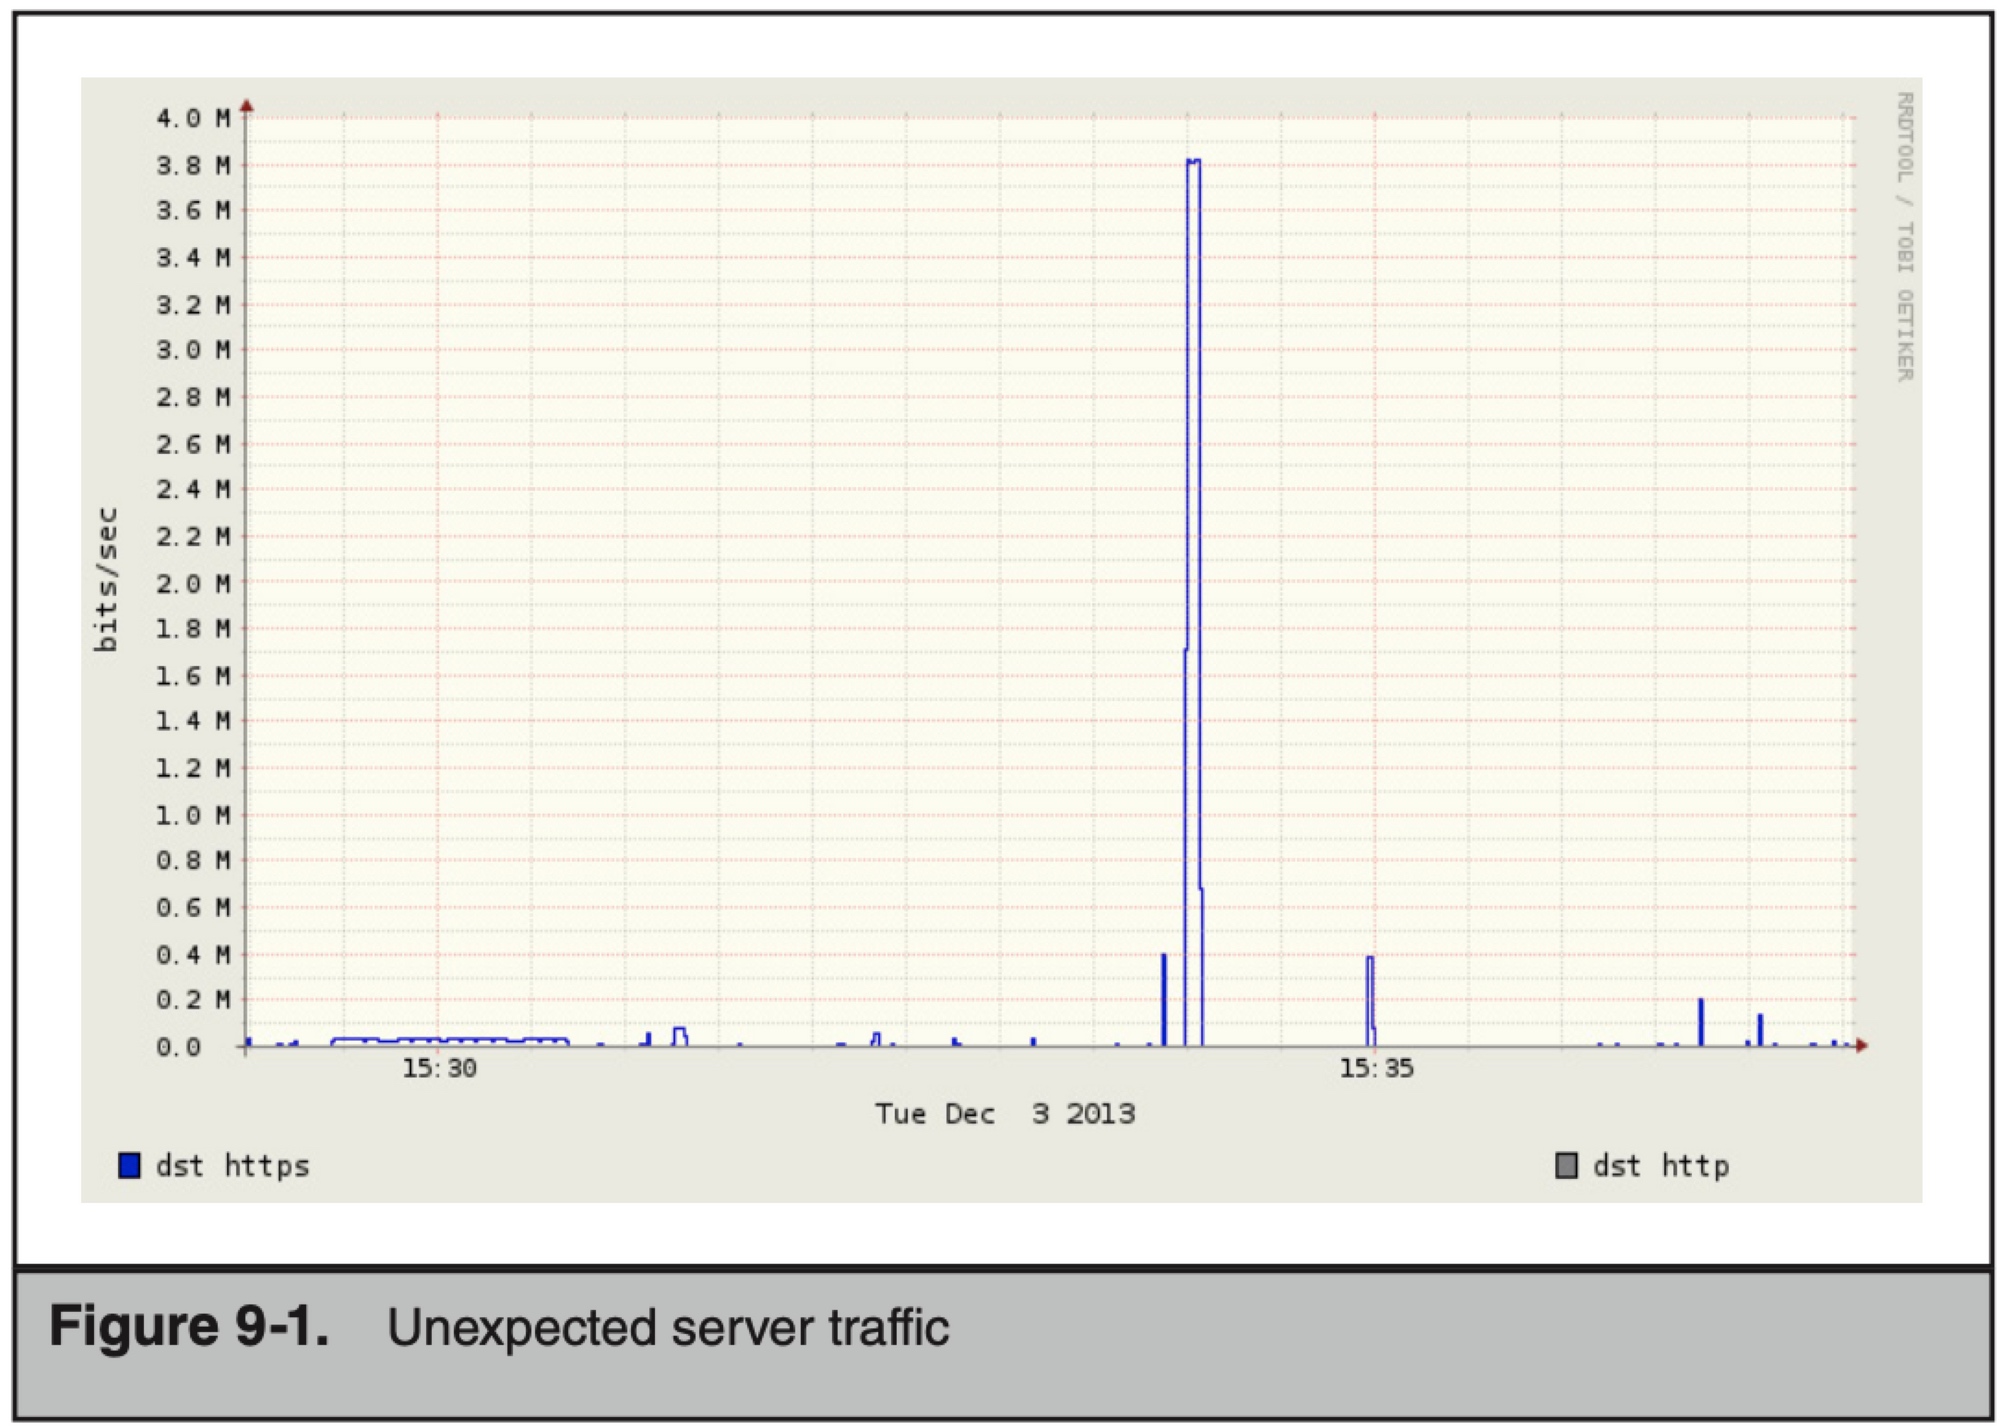 RRDTOOL / TOBI OETIKER
4.0 M
3.8 M
3.6 M
3.4 M
3.2 M
3.0 M
2.8 M
2.6 M
2.4 M
2.2 M
2.0 M
1.8 M
1.6 M
1.4 M
1.2 M
1.0 M
0.8 M
0.6 M
0.4 M
0.2 M
0.0
bits/sec
15:30 15:35
Tue Dec 3 2013
dst https dst http
Figure 9-1. Unexpected server traffic